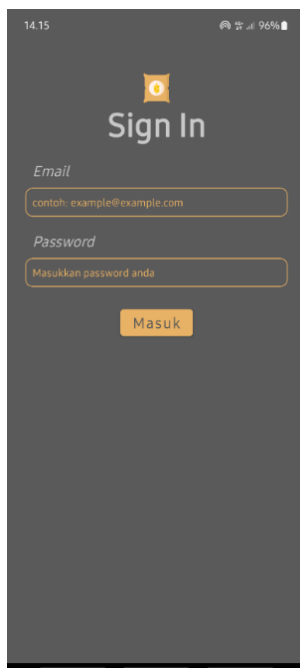 14.15 96%
Sign In
Email
contoh: example@example.com
Password
Masukkan password anda
Masuk